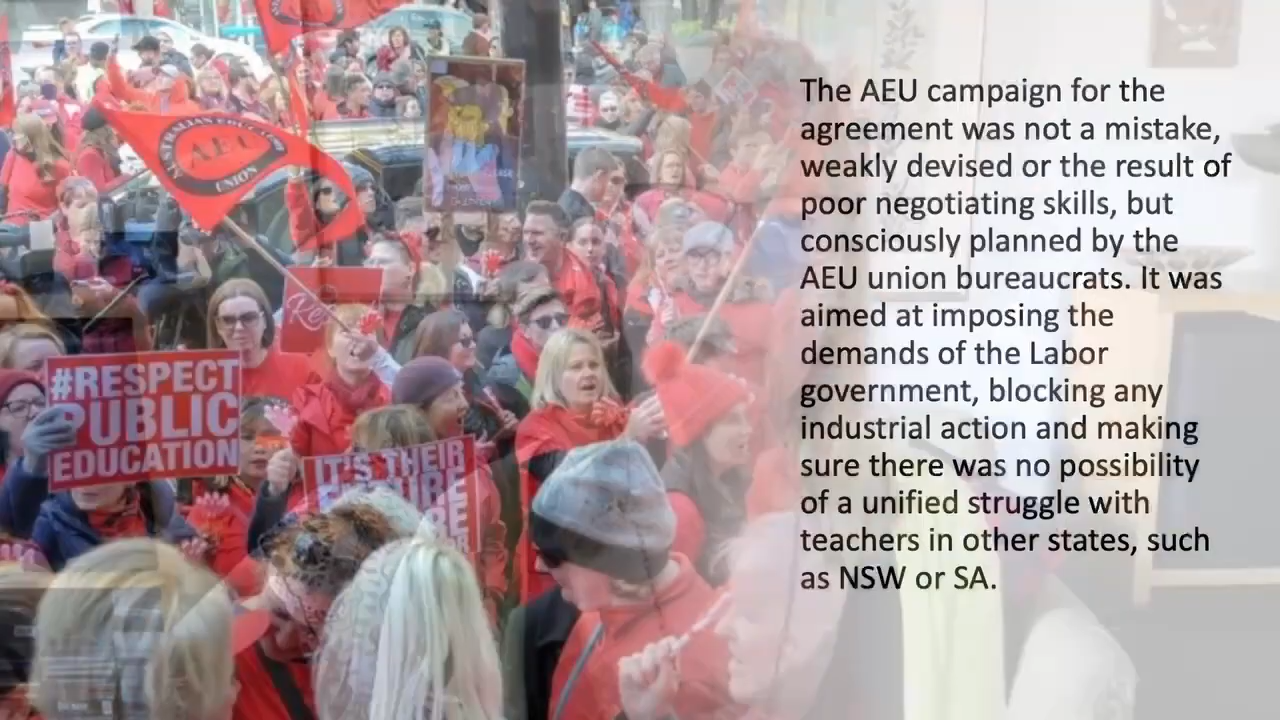 The AEU campaign for the
agreement was not a mistake,
weakly devised or the result of
poor negotiating skills, but
consciously planned by the
AEU union bureaucrats. It was
aimed at imposing the
demands of the Labor
government, blocking any
industrial action and making
sure there was no possibility
of a unified struggle with
teachers in other states, such
as NSW or SA.
AUSTRALIAN EDUCATION
AEU
UNION
#RESPECT
PUBLIC
EDUCATION
IT'S THEIR